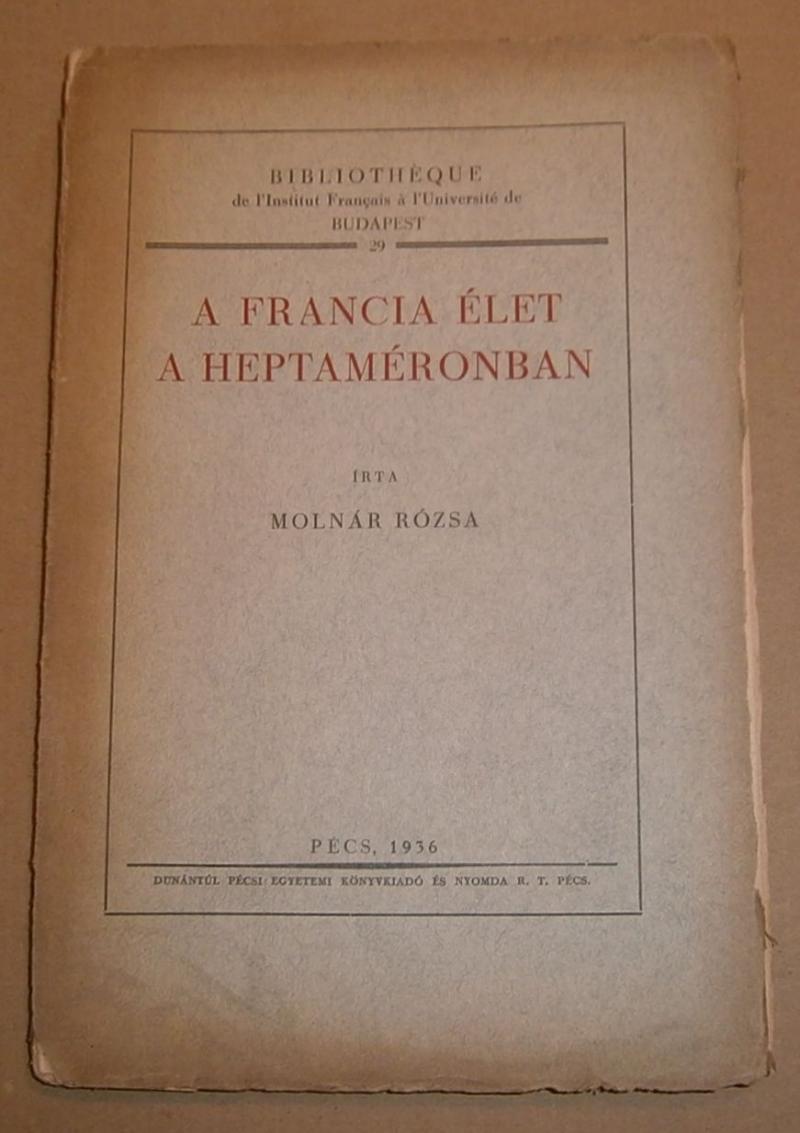 BIBLIOTHÈQUE
de l'Institut Français à l'Université de
BUDAPEST
29
A FRANCIA ÉLET
A HEPTAMÉRONBAN
ÍRTA
MOLNÁR RÓZSA
PÉCS, 1936
DUNÁNTÚL PÉCSI EGYETEMI KÖNYVKIADÓ ÉS NYOMDA R. T. PÉCS.